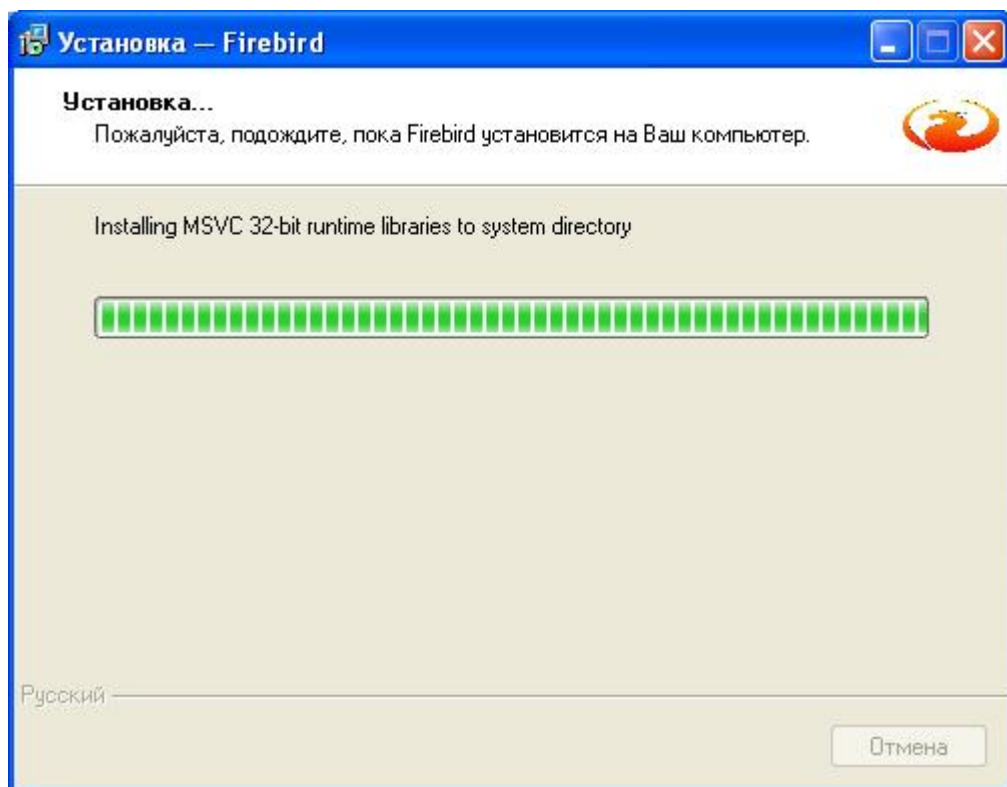 Установка — Firebird
Установка...
Пожалуйста, подождите, пока Firebird установится на Ваш компьютер.
Installing MSVC 32-bit runtime libraries to system directory
Русский
Отмена